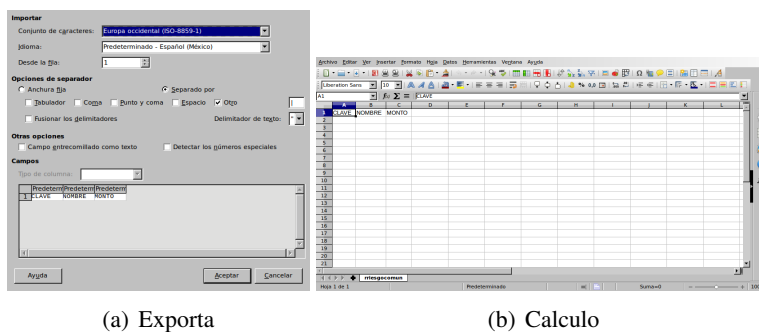 Importar
Conjunto de caracteres: Europa occidental (ISO-8859-1)
Idioma: Predeterminado - Español (México)
Desde la fila: 1
Opciones de separador
Anchura fija Separado por
Tabulador Coma Punto y coma Espacio Otro |
Fusionar los delimitadores Delimitador de texto: "
Otras opciones
Campo entrecomillado como texto Detectar los números especiales
Campos
Tipo de columna:
Predeterm Predeterm Predeterm
1 CLAVE NOMBRE MONTO
Ayuda Aceptar Cancelar
Archivo Editar Ver Insertar Formato Hoja Datos Herramientas Ventana Ayuda
Liberation Sans 10
A1 CLAVE
A B C D E F G H I J K L
1 CLAVE NOMBRE MONTO
2
3
4
5
6
7
8
9
10
11
12
13
14
15
16
17
18
19
20
21
rriesgocomun
Hoja 1 de 1 Predeterminado Suma=0 100
(a) Exporta
(b) Calculo